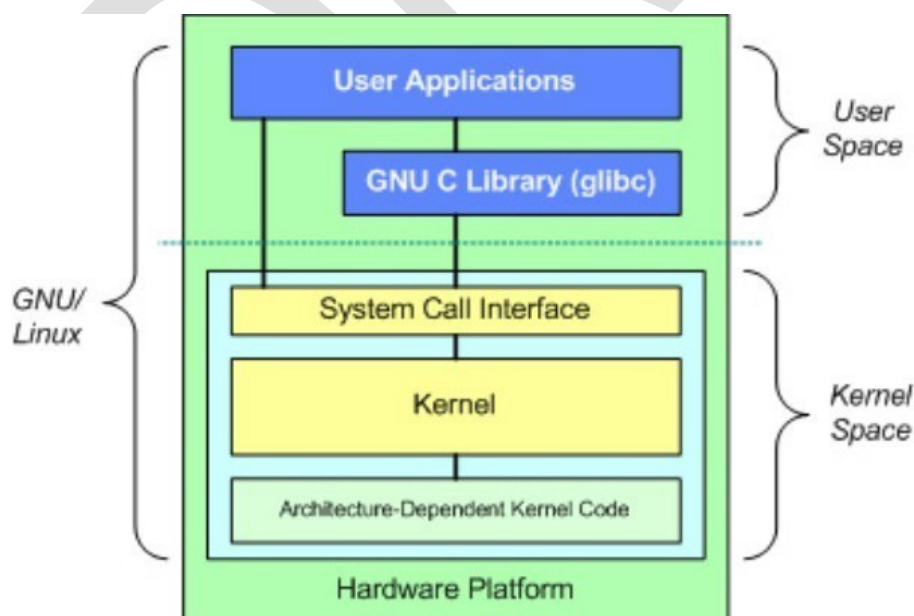 User Applications
User
Space
GNU C Library (glibc)
GNU/
Linux
System Call Interface
Kernel
Kernel
Space
Architecture-Dependent Kernel Code
Hardware Platform